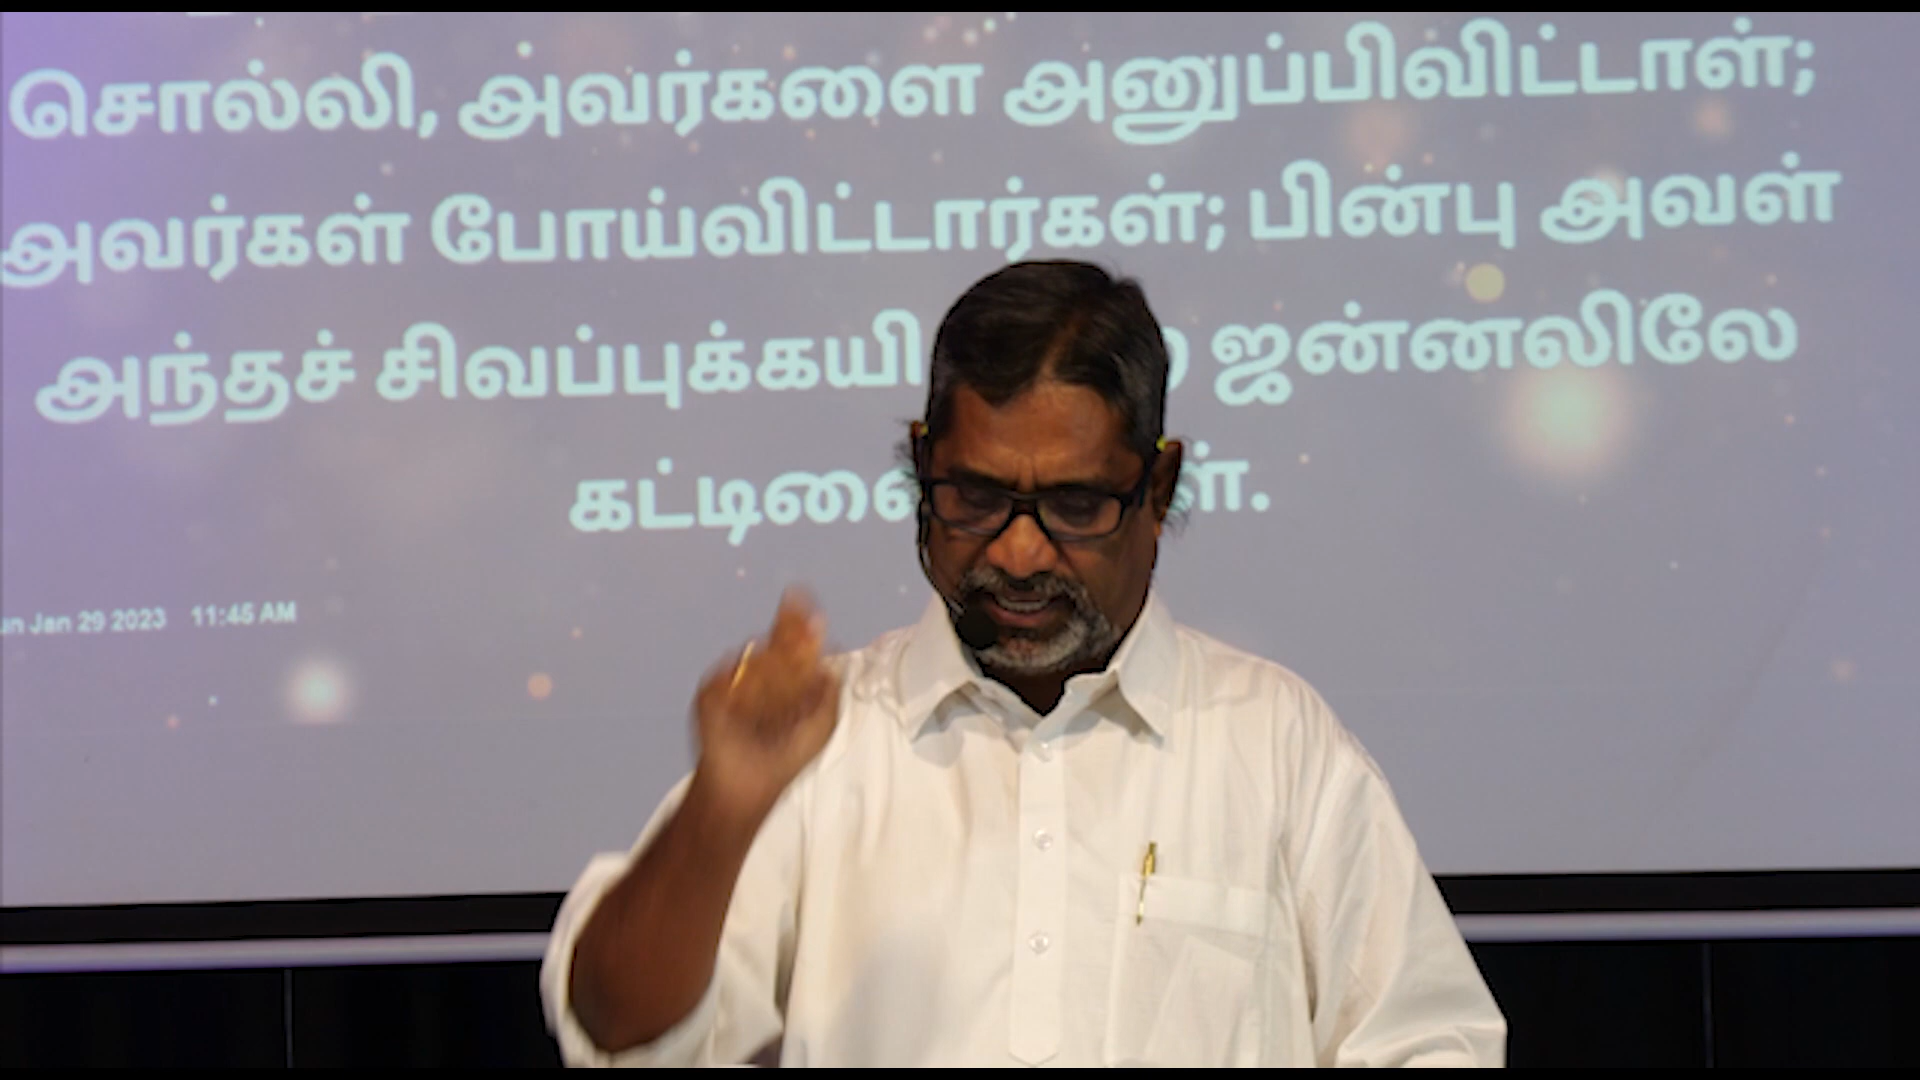 சொல்லி, அவர்களை அனுப்பிவிட்டாள்;
அவர்கள் போய்விட்டார்கள்; பின்பு அவள்
அந்தச் ஜன்னலிலே
Jan 29 2023 11:45 AM